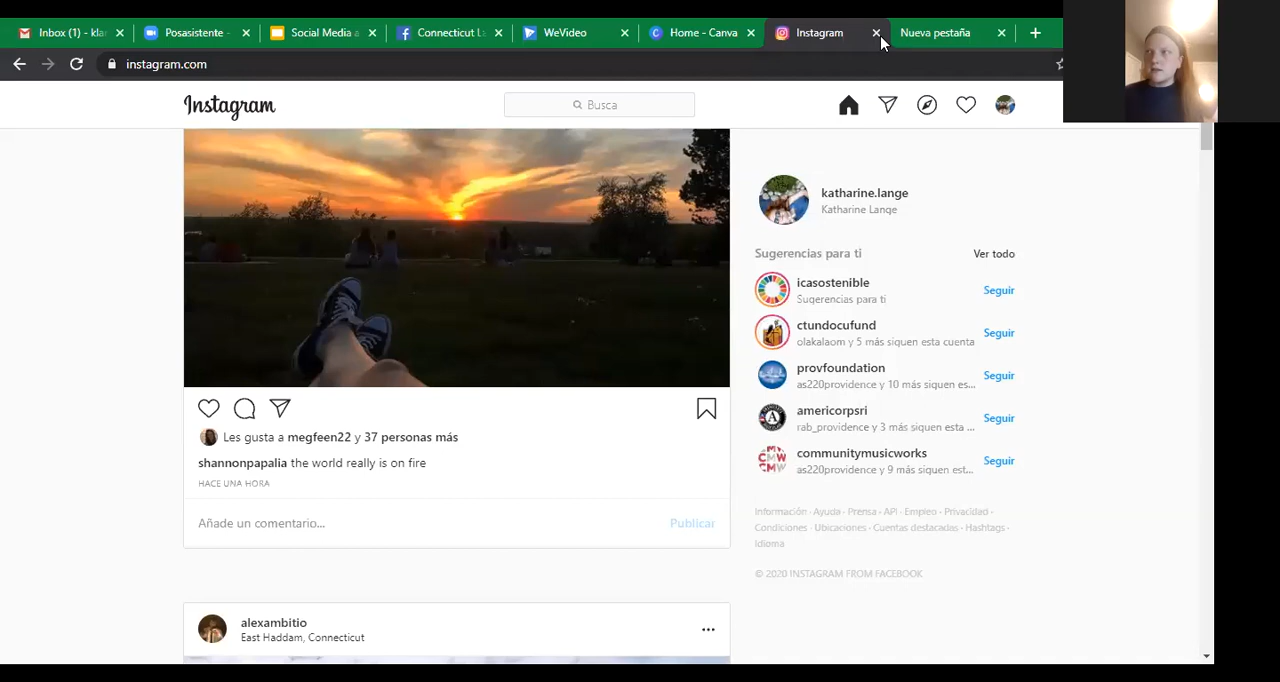 Inbox (1) - kla
Posasistente -
Social Media a
Connecticut L
WeVideo
Home - Canva
Instagram
Nueva pestaña
instagram.com
Instagram
Busca
katharine.lange
Katharine Lange
Sugerencias para ti
Ver todo
icasostenible
Sugerencias para ti
Seguir
ctundocufund
olakalaom y 5 más siguen esta cuenta
Seguir
provfoundation
as220providence y 10 más siguen es...
Seguir
americorpsri
rab_providence y 3 más siguen esta ...
Seguir
CMW
communitymusicworks
as220providence y 9 más siguen est...
Seguir
Les gusta a megfeen22 y 37 personas más
shannonpapalia the world really is on fire
HACE UNA HORA
Añade un comentario...
Publicar
Información · Ayuda · Prensa · API · Empleo · Privacidad ·
Condiciones · Ubicaciones · Cuentas destacadas · Hashtags ·
Idioma
© 2020 INSTAGRAM FROM FACEBOOK
alexambitio
East Haddam, Connecticut